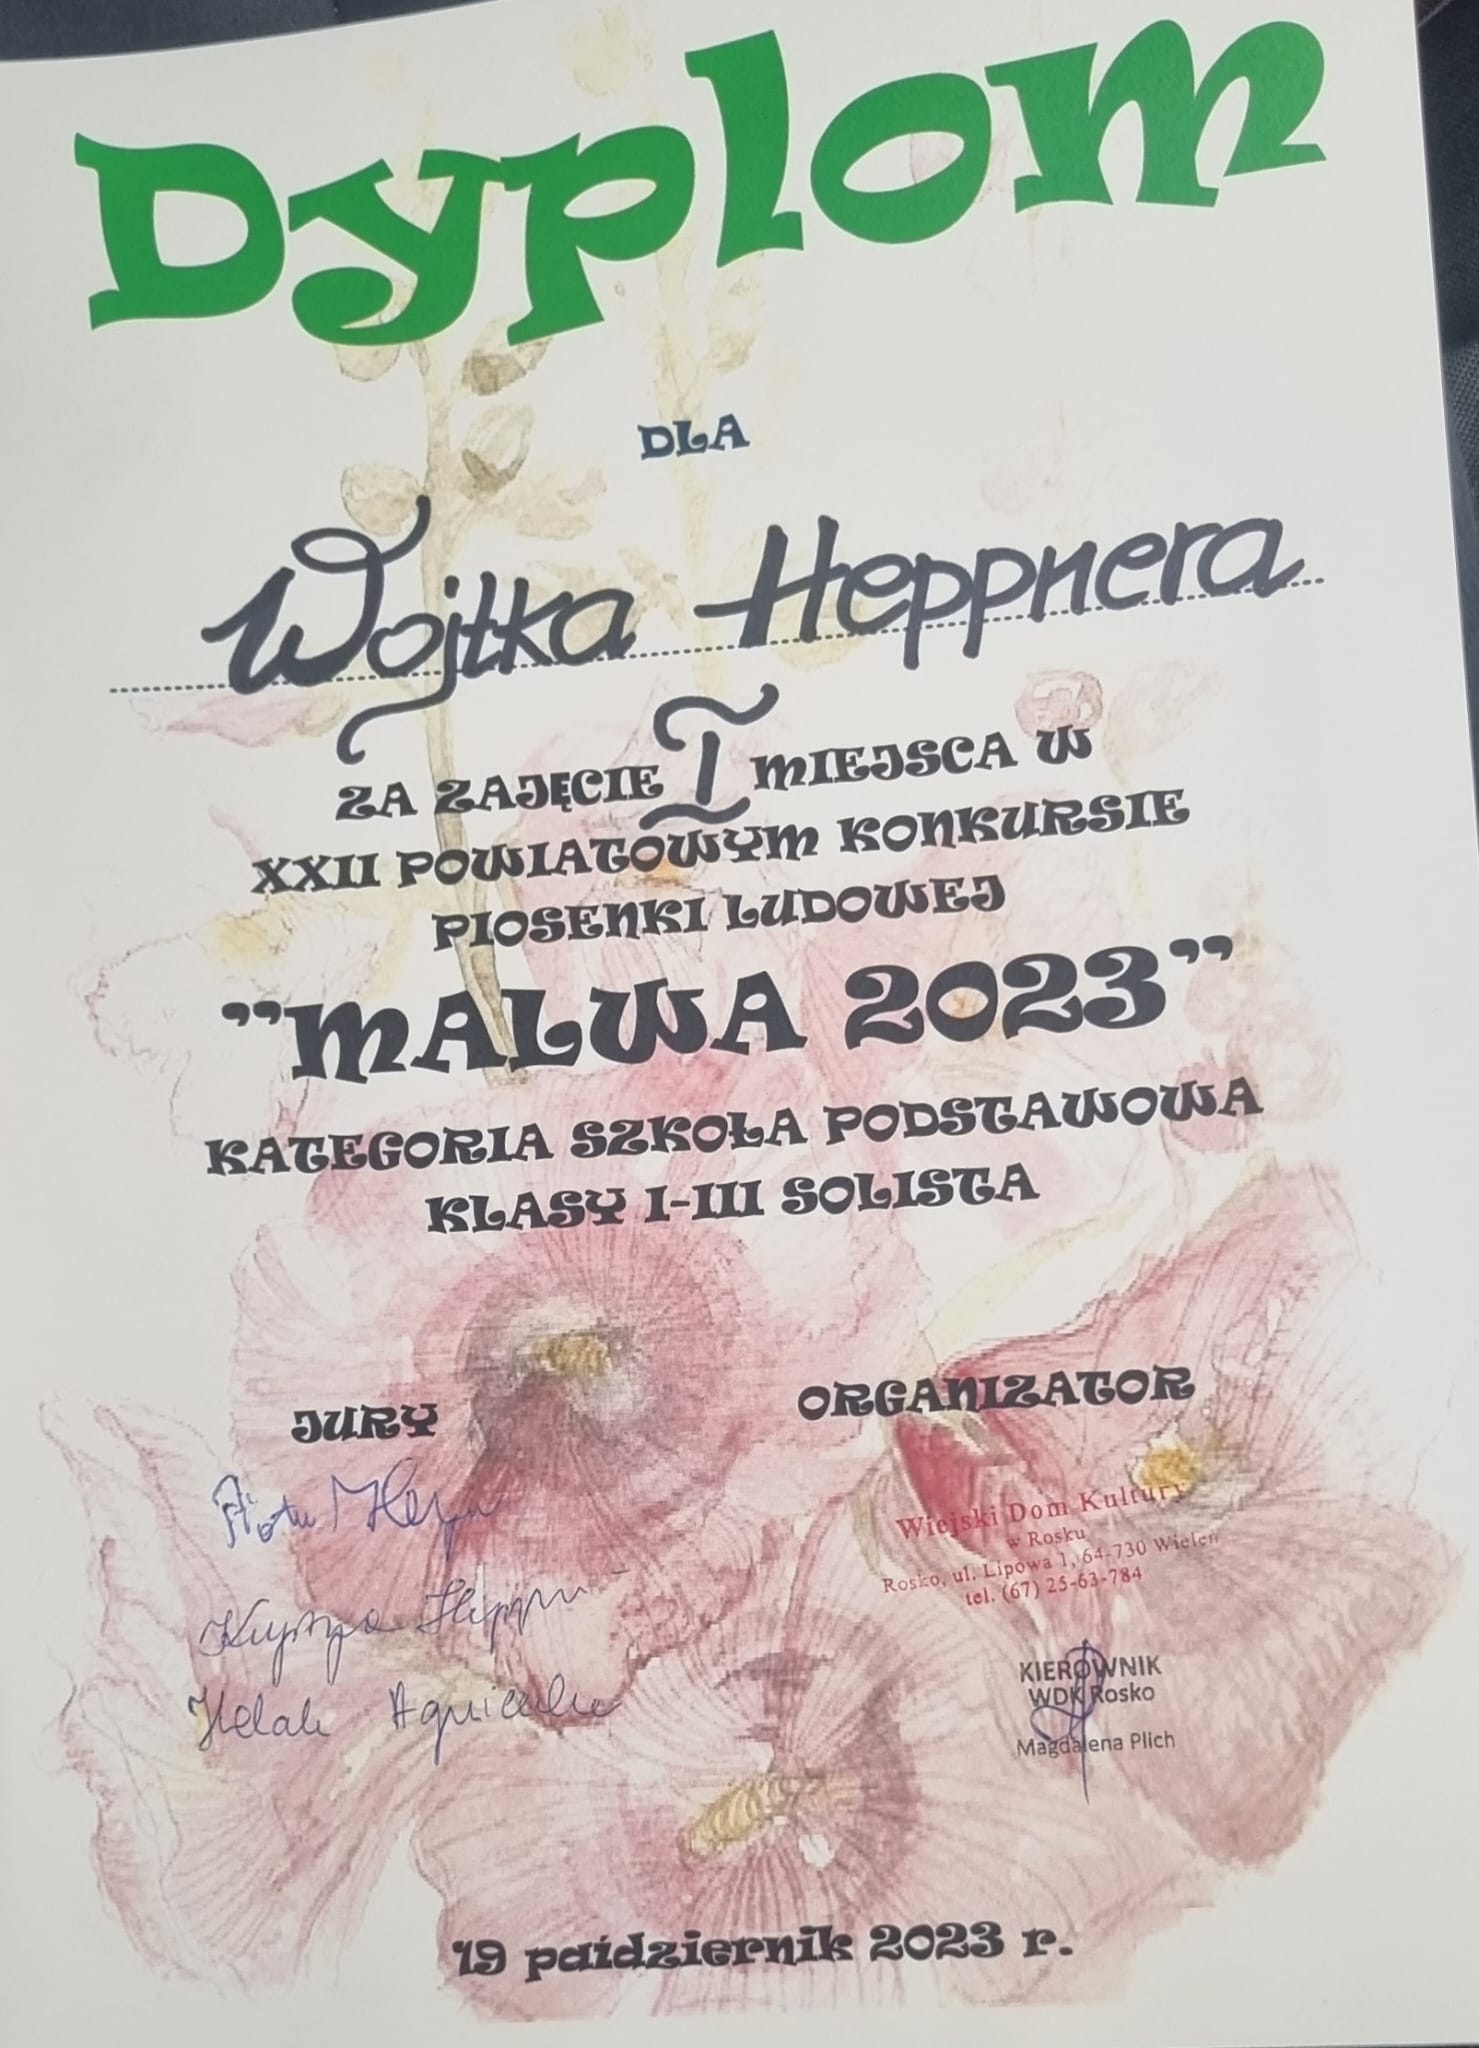 Dyplom
DLA
Wojtka Heppnera
ZA ZAJĘCIE I MIEJSCA W
XXII POWIATOWYM KONKURSIE
PIOSENKI LUDOWEJ
"MALWA 2023"
KATEGORIA SZKOŁA PODSTAWOWA
KLASY I-III SOLISTA
JURY
ORGANIZATOR
Wiejski Dom Kultury
w Rosku
Rosko, ul. Lipowa 1, 64-730 Wieleń
tel. (67) 25-63-784
KIEROWNIK
WDK Rosko
Magdalena Plich
19 paídziernik 2023 r.